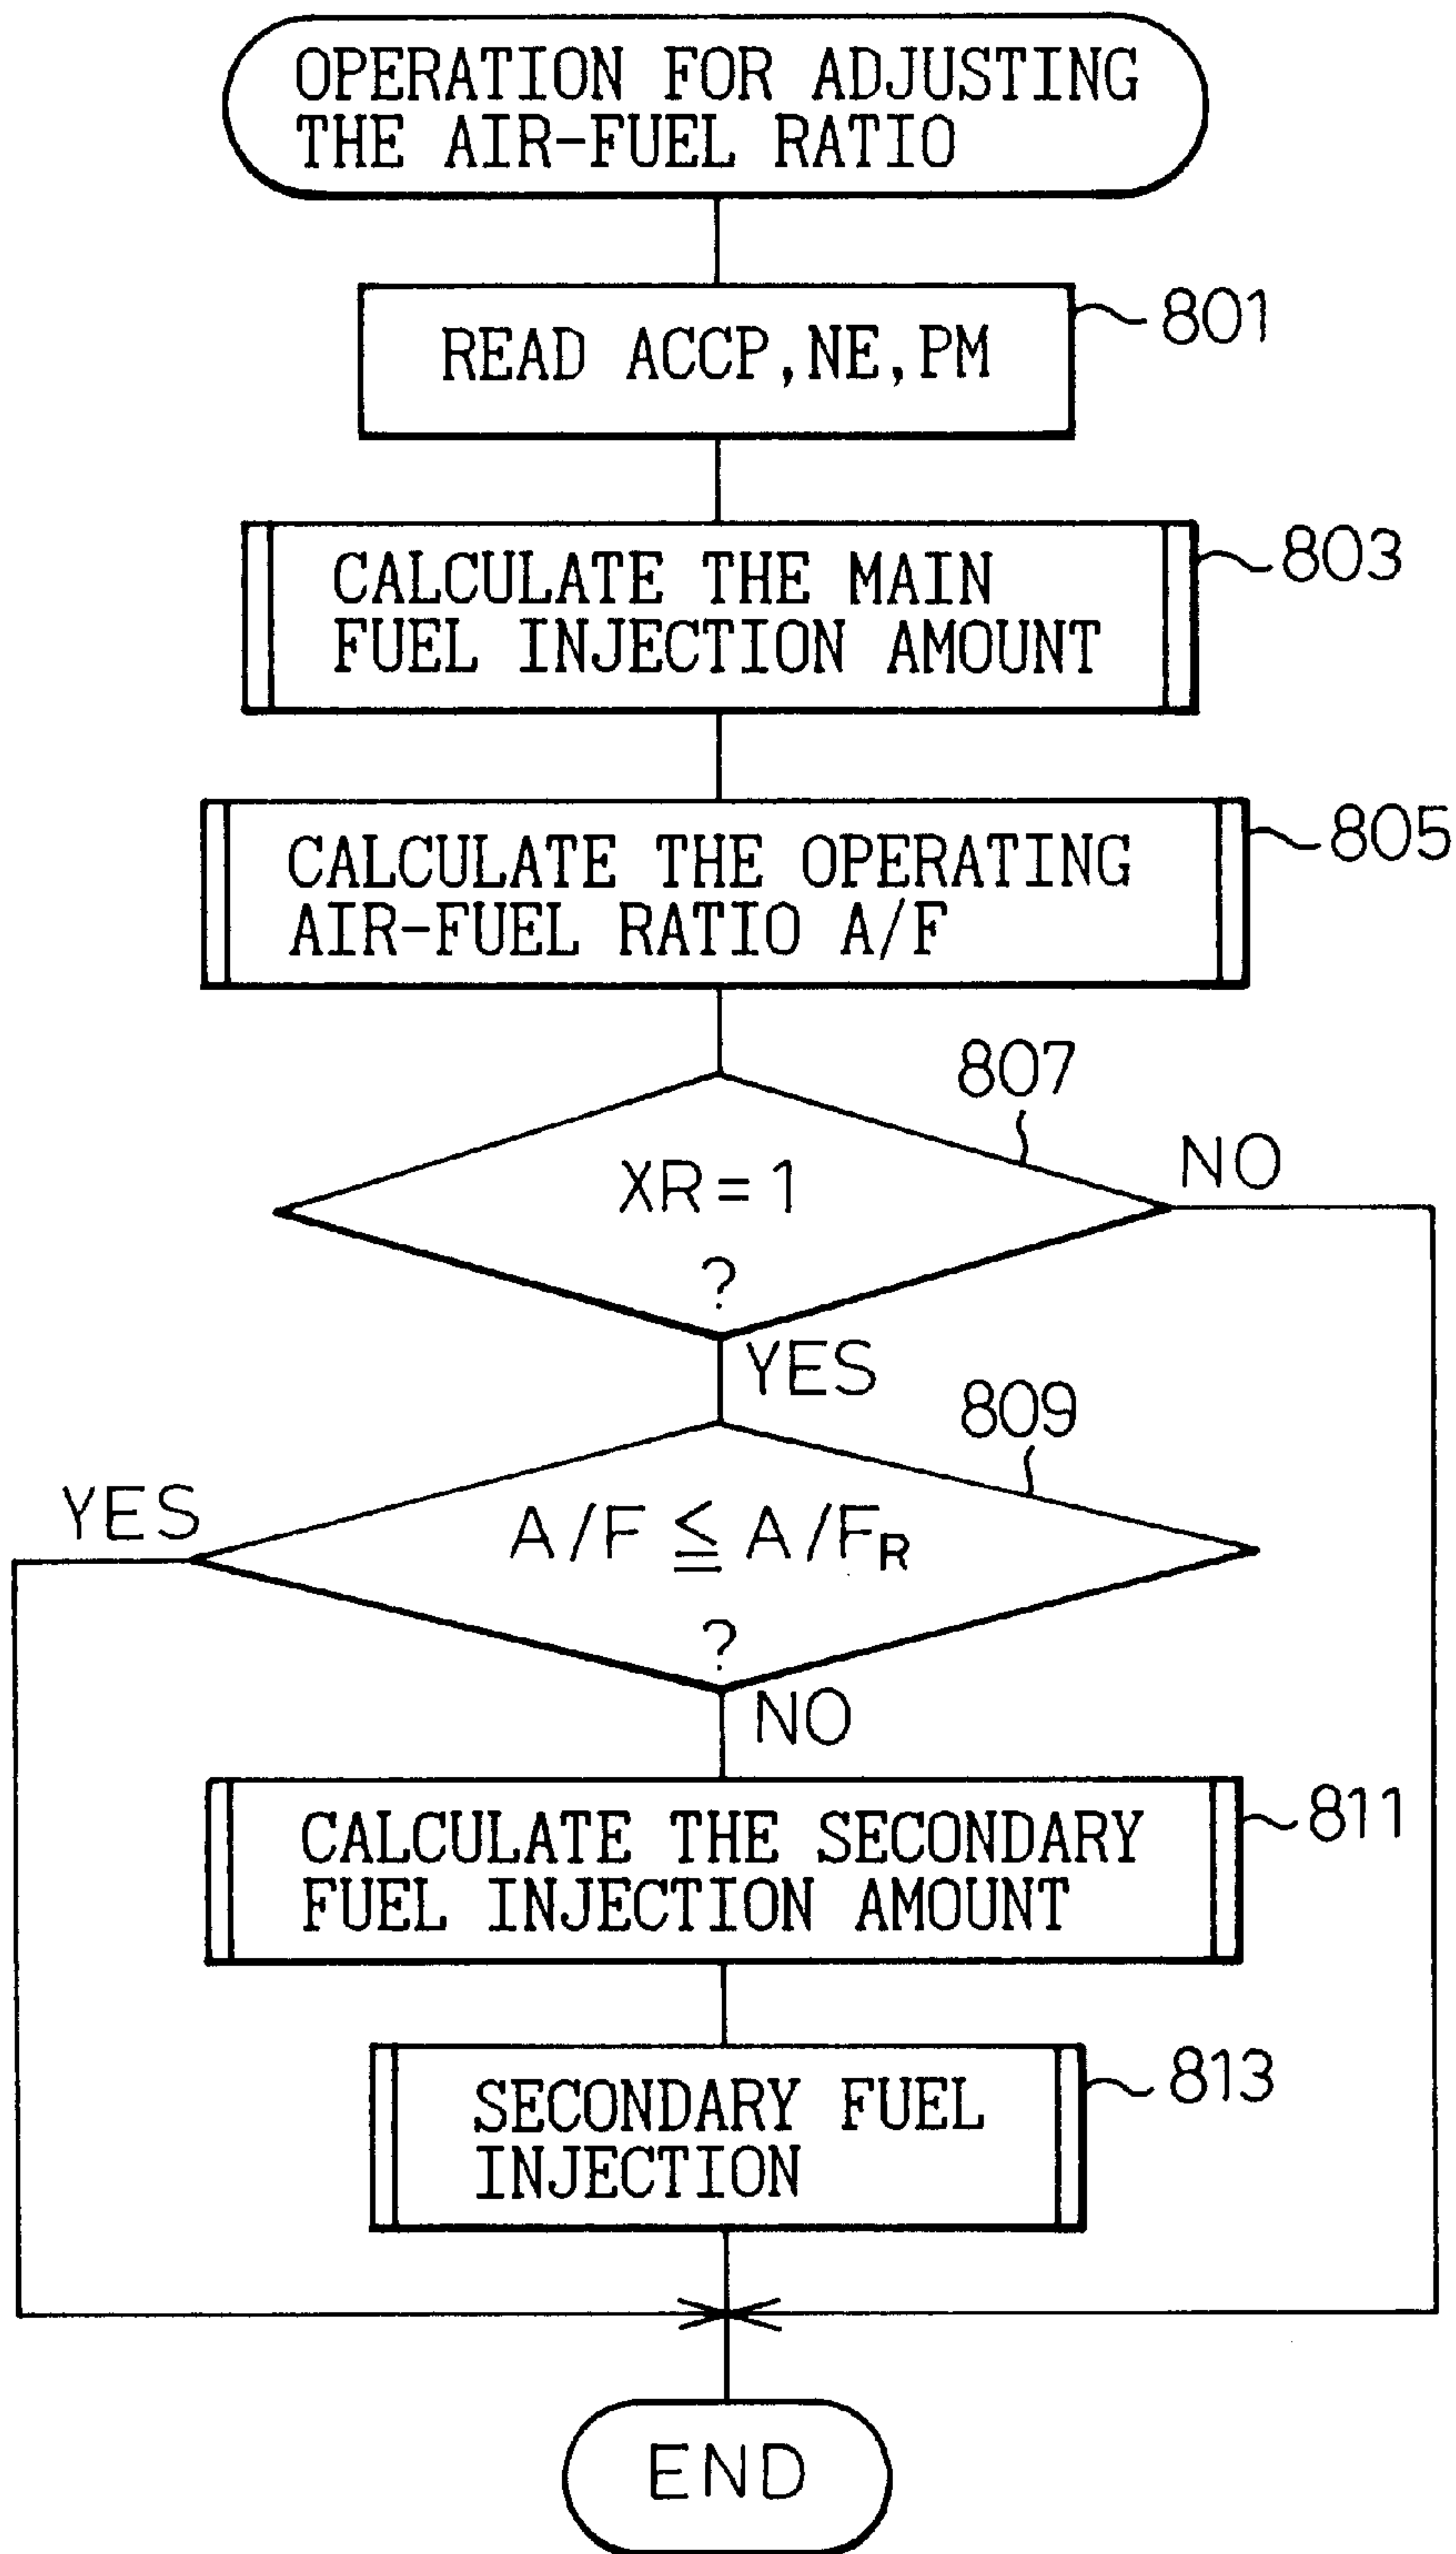 OPERATION FOR ADJUSTING
THE AIR-FUEL RATIO
READ ACCP,NE,PM
801
CALCULATE THE MAIN
FUEL INJECTION AMOUNT
803
CALCULATE THE OPERATING
AIR-FUEL RATIO A/F
805
807
XR=1
?
NO
YES
809
YES
A/F ≦ A/FR
?
NO
CALCULATE THE SECONDARY
FUEL INJECTION AMOUNT
811
SECONDARY FUEL
INJECTION
813
END